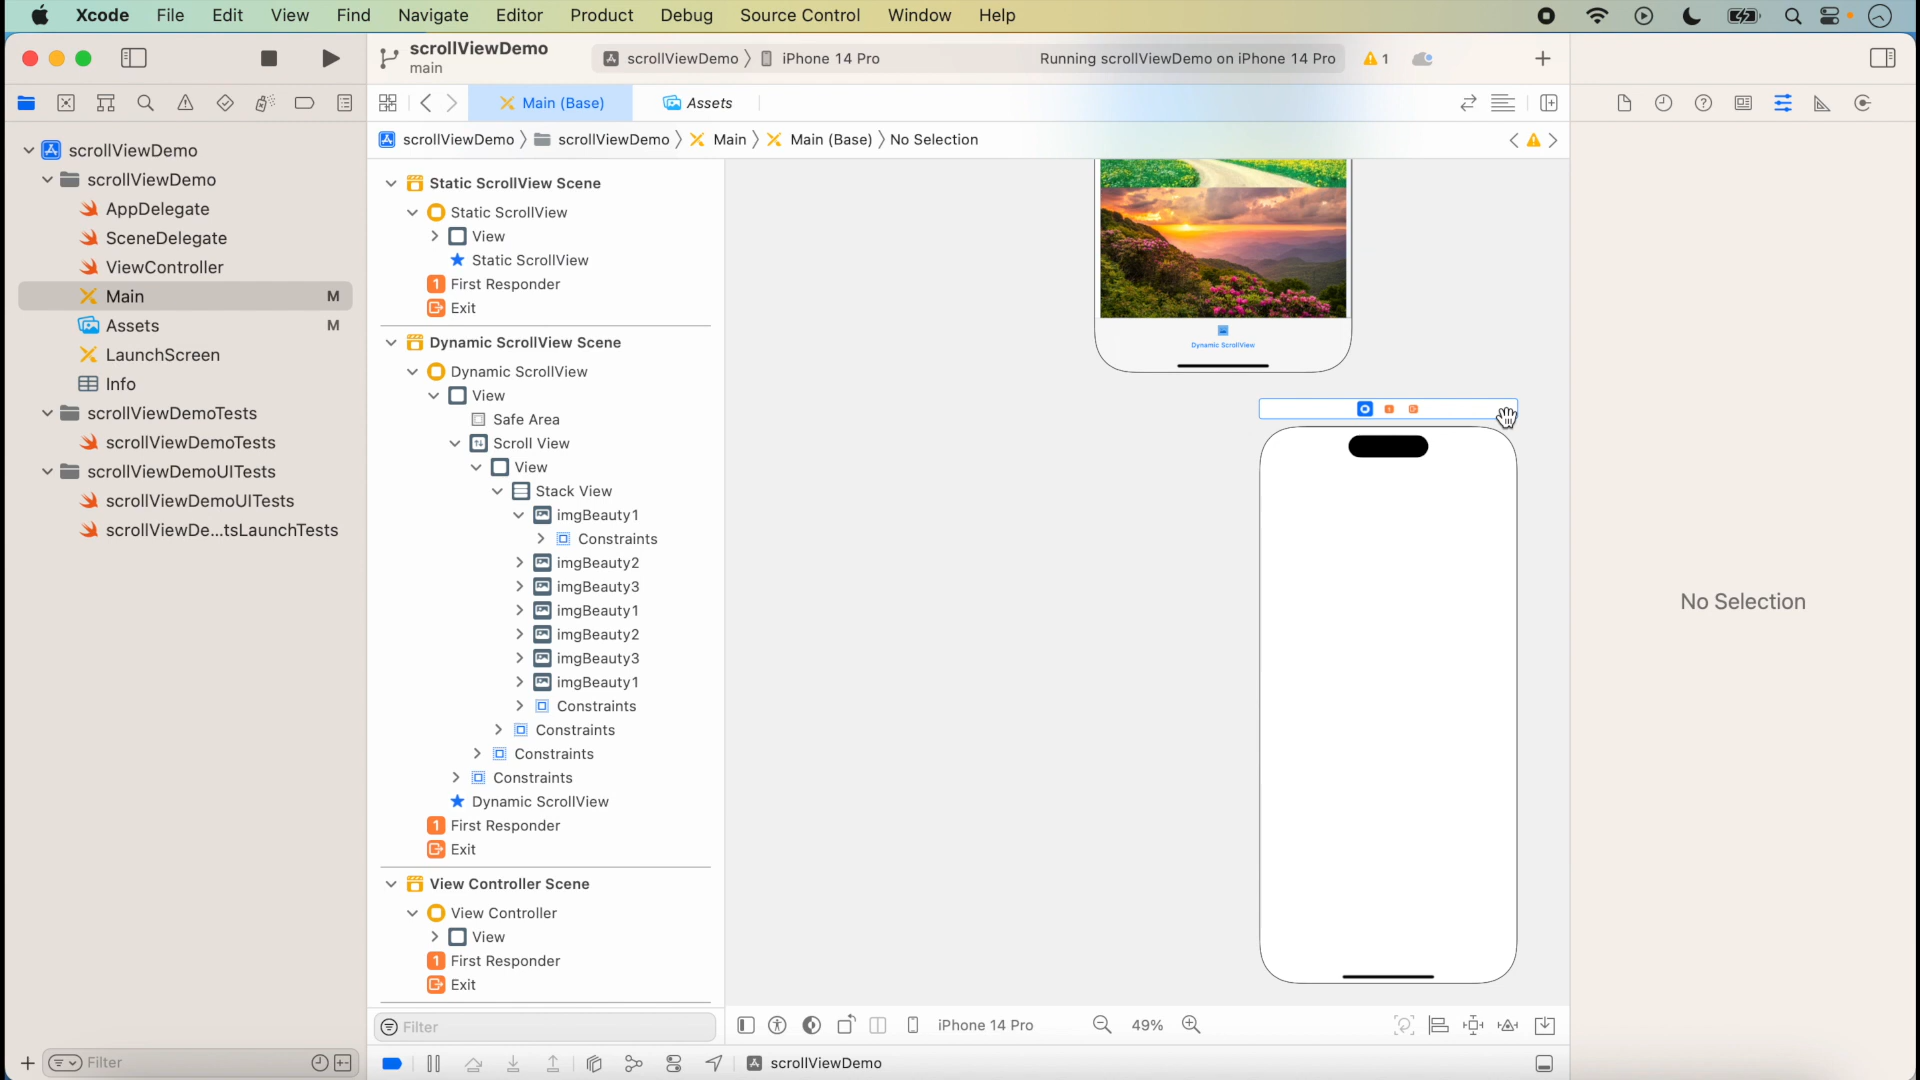 Xcode File Edit View Find Navigate Editor Product Debug Source Control Window Help
scrollViewDemo
main
scrollViewDemo iPhone 14 Pro
Running scrollViewDemo on iPhone 14 Pro
1
Main (Base)
Assets
scrollViewDemo scrollViewDemo Main Main (Base) No Selection
scrollViewDemo
scrollViewDemo
AppDelegate
SceneDelegate
ViewController
Main M
Assets M
LaunchScreen
Info
scrollViewDemoTests
scrollViewDemoTests
scrollViewDemoUITests
scrollViewDemoUITests
scrollViewDe...tsLaunchTests
Filter
Static ScrollView Scene
Static ScrollView
View
Static ScrollView
1 First Responder
Exit
Dynamic ScrollView Scene
Dynamic ScrollView
View
Safe Area
Scroll View
View
Stack View
imgBeauty1
Constraints
imgBeauty2
imgBeauty3
imgBeauty1
imgBeauty2
imgBeauty3
imgBeauty1
Constraints
Constraints
Constraints
Constraints
Dynamic ScrollView
1 First Responder
Exit
View Controller Scene
View Controller
View
1 First Responder
Exit
Filter
Dynamic ScrollView
iPhone 14 Pro
49%
scrollViewDemo
No Selection